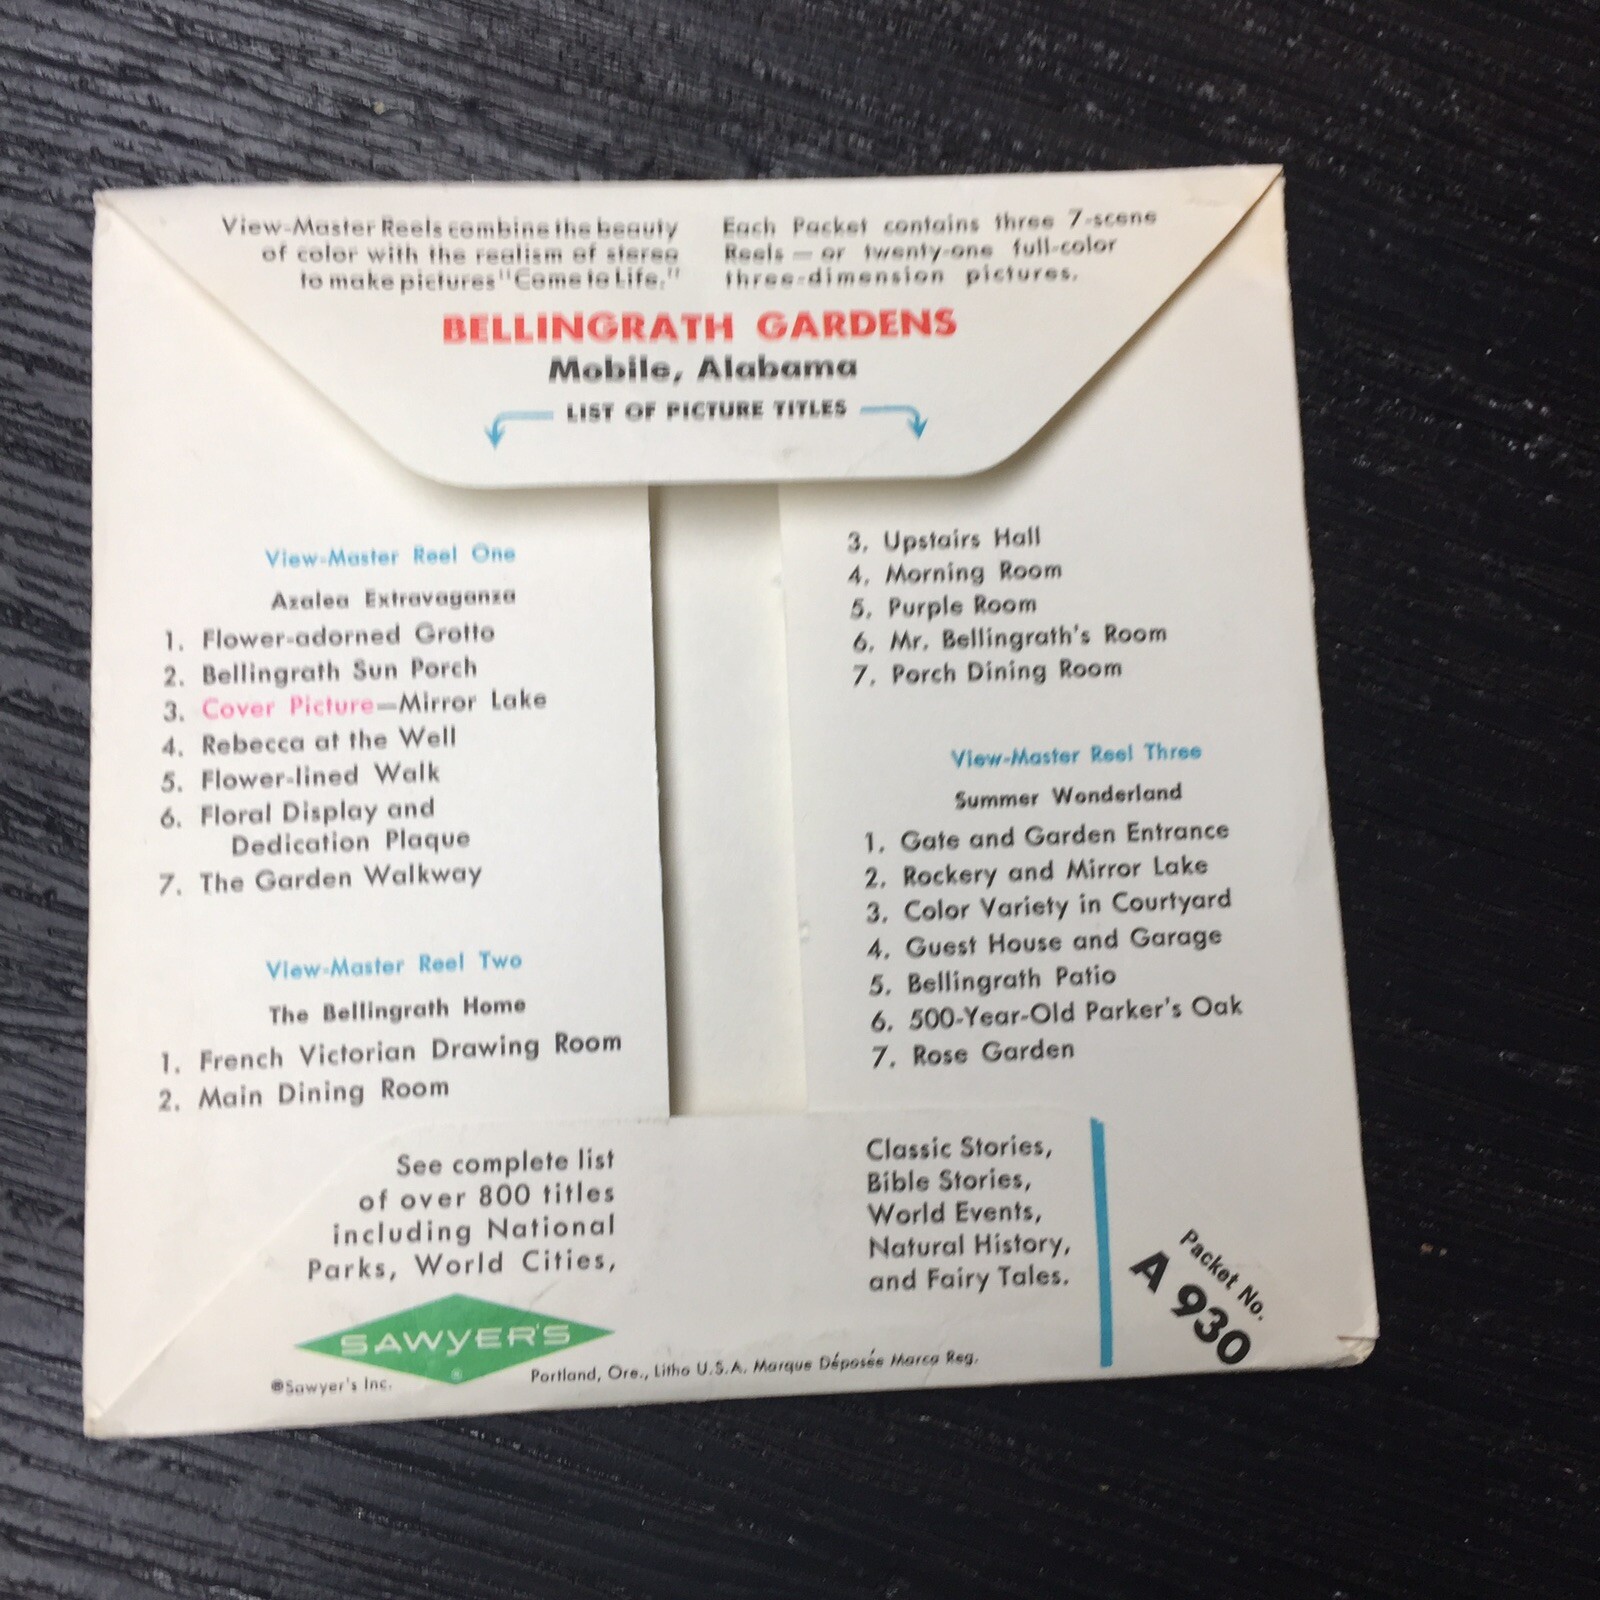 View-Master Reels combine the beauty
of color with the realism of stereo
to make pictures "Come to Life."
Each Packet contains three 7-scene
Reels — or twenty-one full-color
three-dimension pictures.
BELLINGRATH GARDENS
Mobile, Alabama
LIST OF PICTURE TITLES
View-Master Reel One
Azalea Extravaganza
1. Flower-adorned Grotto
2. Bellingrath Sun Porch
3. Cover Picture—Mirror Lake
4. Rebecca at the Well
5. Flower-lined Walk
6. Floral Display and
Dedication Plaque
7. The Garden Walkway
View-Master Reel Two
The Bellingrath Home
1. French Victorian Drawing Room
2. Main Dining Room
3. Upstairs Hall
4. Morning Room
5. Purple Room
6. Mr. Bellingrath's Room
7. Porch Dining Room
View-Master Reel Three
Summer Wonderland
1. Gate and Garden Entrance
2. Rockery and Mirror Lake
3. Color Variety in Courtyard
4. Guest House and Garage
5. Bellingrath Patio
6. 500-Year-Old Parker's Oak
7. Rose Garden
See complete list
of over 800 titles
including National
Parks, World Cities,
Classic Stories,
Bible Stories,
World Events,
Natural History,
and Fairy Tales.
SAWYER'S
®
©Sawyer's Inc.
Portland, Ore., Litho U.S.A. Marque Déposée Marca Reg.
Packet No.
A 930